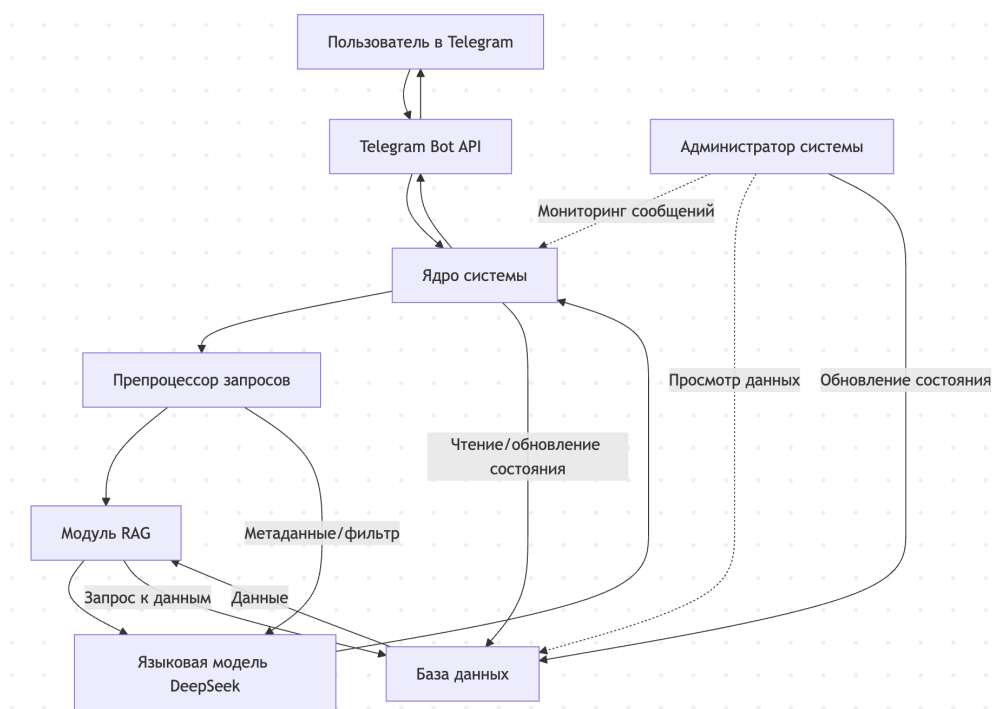 Пользователь в Telegram
Telegram Bot API
Администратор системы
Мониторинг сообщений
Ядро системы
Препроцессор запросов
Просмотр данных
Обновление состояния
Чтение/обновление
состояния
Модуль RAG
Метаданные/фильтр
Запрос к данным
Данные
Языковая модель
DeepSeek
База данных